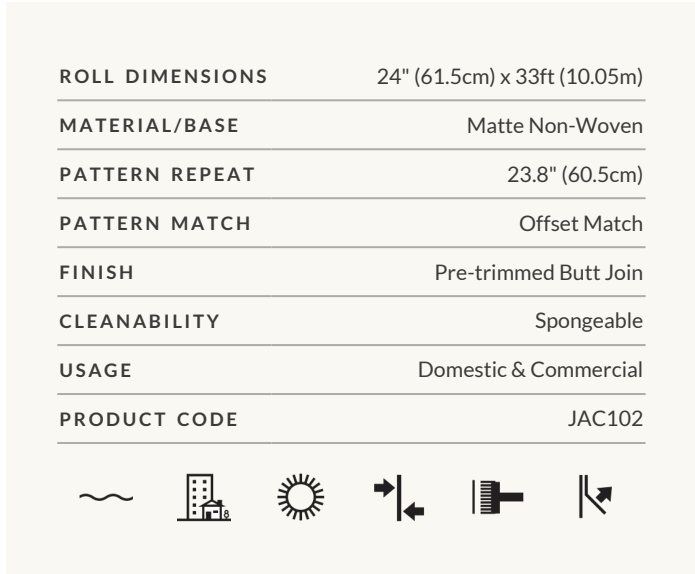 ROLL DIMENSIONS 24" (61.5cm) x 33ft (10.05m)
MATERIAL/BASE Matte Non-Woven
PATTERN REPEAT 23.8" (60.5cm)
PATTERN MATCH Offset Match
FINISH Pre-trimmed Butt Join
CLEANABILITY Spongeable
USAGE Domestic & Commercial
PRODUCT CODE JAC102